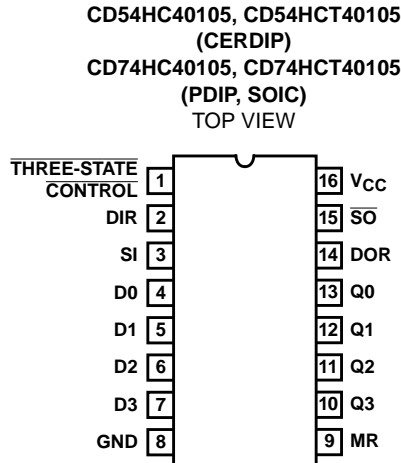 CD54HC40105, CD54HCT40105
(CERDIP)
CD74HC40105, CD74HCT40105
(PDIP, SOIC)
TOP VIEW
THREE-STATE
CONTROL 1 16 VCC
DIR 2 15 SO
SI 3 14 DOR
D0 4 13 Q0
D1 5 12 Q1
D2 6 11 Q2
D3 7 10 Q3
GND 8 9 MR